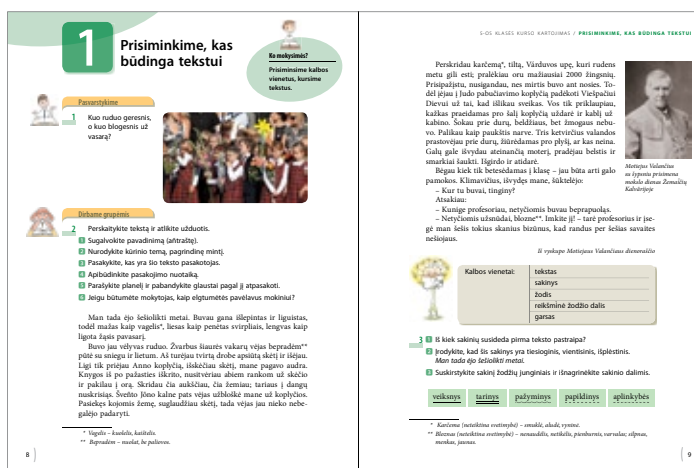 1
Prisiminkime, kas
būdinga tekstui
Ko mokysimės?
Prisiminsime kalbos
vienetus, kursime
tekstus.
Pasvarstykime
1 Kuo ruduo geresnis,
o kuo blogesnis už
vasarą?
Dirbame grupėmis
2 Perskaitykite tekstą ir atlikite užduotis.
1 Sugalvokite pavadinimą (antraštę).
2 Nurodykite kūrinio temą, pagrindinę mintį.
3 Pasakykite, kas yra šio teksto pasakotojas.
4 Apibūdinkite pasakojimo nuotaiką.
5 Parašykite planelį ir pabandykite glaustai pagal jį atpasakoti.
6 Jeigu būtumėte mokytojas, kaip elgtumėtės pavėlavus mokiniui?
Man tada ėjo šešiolikti metai. Buvau gana išlepintas ir liguistas,
todėl mažas kaip vagelis*, liesas kaip penėtas svirplis, lengvas kaip
ligota žąsis pavasarį.
Buvo jau vėlyvas ruduo. Žvarbus šiaurės vakarų vėjas bepradėm**
pūtė su sniegu ir lietum. Aš turėjau tvirtą drobe apsiūtą skėtį ir išėjau.
Ligi tik priėjau Anno koplyčią, išskėčiau skėtį, mane pagavo audra.
Knygos iš po pažasties iškrito, nusitvėriau abiem rankom už skėčio
ir pakilau į orą. Skridau čia aukščiau, čia žemiau; tariaus į dangų
nuskrisiąs. Švento Jono kalne pats vėjas užbloškė mane už koplyčios.
Pasiekęs kojomis žemę, suglaudžiau skėtį, tada vėjas jau nieko nebe-
galėjo padaryti.
* Vagelis – kuolelis, kaištelis.
** Bepradėm – nuolat, be paliovos.
8
5-OS KLASĖS KURSO KARTOJIMAS / PRISIMINKIME, KAS BŪDINGA TEKSTUI
Perskridau karčemą*, tiltą, Várduvos upę, kuri rudens
metu gili esti; pralėkiau oru mažiausiai 2000 žingsnių.
Prisipažįstu, nusigandau, nes mirtis buvo ant nosies. To-
dėl įėjau į Judo pabučiavimo koplyčią padėkoti Viešpačiui
Dievui už tai, kad išlikau sveikas. Vos tik priklaupiau,
kažkas praeidamas pro šalį koplyčią uždarė ir kablį už-
kabino. Šokau prie durų, beldžiaus, bet žmogaus nebu-
vo. Palikau kaip paukštis narve. Tris ketvirčius valandos
prastovėjau prie durų, žiūrėdamas pro plyšį, ar kas neina.
Galų gale išvydau ateinančią moterį, pradėjau belstis ir
smarkiai šaukti. Išgirdo ir atidarė.
Bėgau kiek tik betesėdamas į klasę – jau būta arti galo
pamokos. Klimavičius, išvydęs mane, šūktelėjo:
– Kur tu buvai, tinginy?
Atsakiau:
– Kunige profesoriau, netyčiomis buvau beprapuoląs.
– Netyčiomis užsnūdai, blezne**. Imkite jį! – tarė profesorius ir įse-
gė man šešis tokius skanius bizūnus, kad randus per šešias savaites
nešiojaus.
Iš vyskupo Motiejaus Valančiaus dienoraščio
Motiejus Valančius
su šypsniu prisimena
mokslo dienas Žemaičių
Kalvarijoje
Kalbos vienetai:
tekstas
sakinys
žodis
reikšminė žodžio dalis
garsas
3 1 Iš kiek sakinių susideda pirma teksto pastraipa?
2 Įrodykite, kad šis sakinys yra tiesioginis, vientisinis, išplėstinis.
Man tada ėjo šešiolikti metai.
3 Suskirstykite sakinį žodžių junginiais ir išnagrinėkite sakinio dalimis.
veiksnys tarinys pažyminys papildinys aplinkybės
* Karčema (neteiktina svetimybė) – smuklė, aludė, vyninė.
** Bleznas (neteiktina svetimybė) – nenaudėlis, netikėlis, pienburnis, varvalas; silpnas,
menkas, jaunas.
9